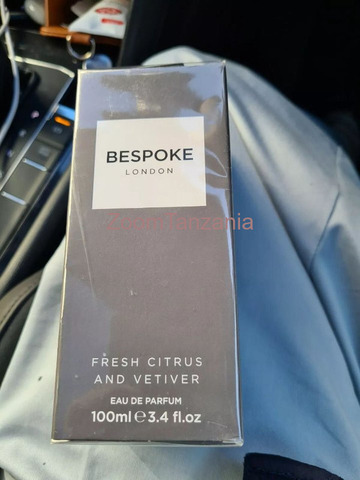 BESPOKE
LONDON
FRESH CITRUS
AND VETIVER
EAU DE PARFUM
100ml ℮ 3.4 fl.oz